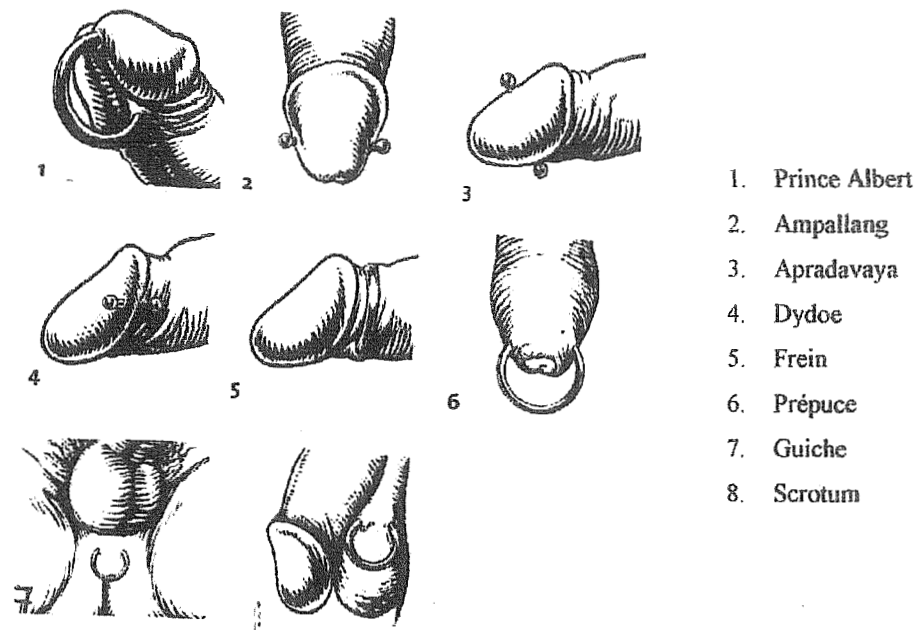 1
2
3
4
5
6
7
1. Prince Albert
2. Ampallang
3. Apradavaya
4. Dydoe
5. Frein
6. Prépuce
7. Guiche
8. Scrotum